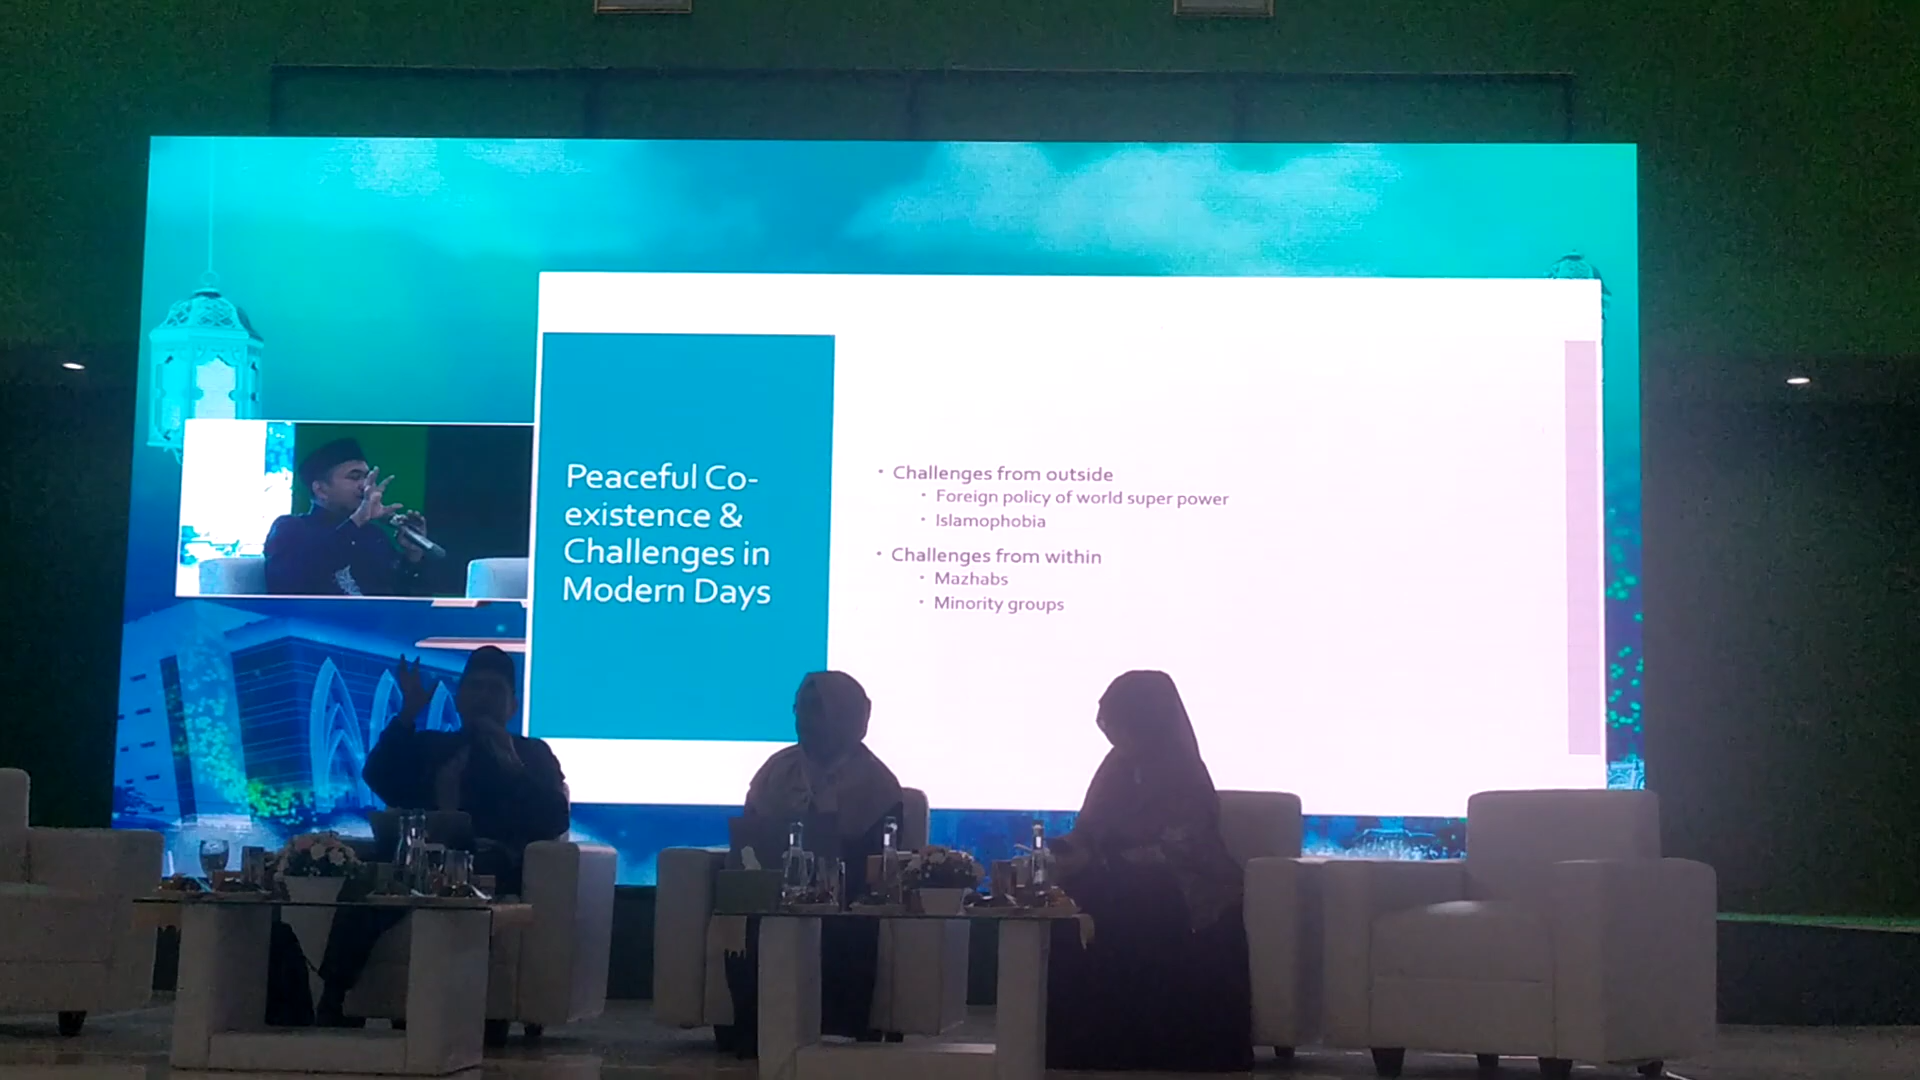 Peaceful Co-
existence &
Challenges in
Modern Days
• Challenges from outside
• Foreign policy of world super power
• Islamophobia
• Challenges from within
• Mazhabs
• Minority groups